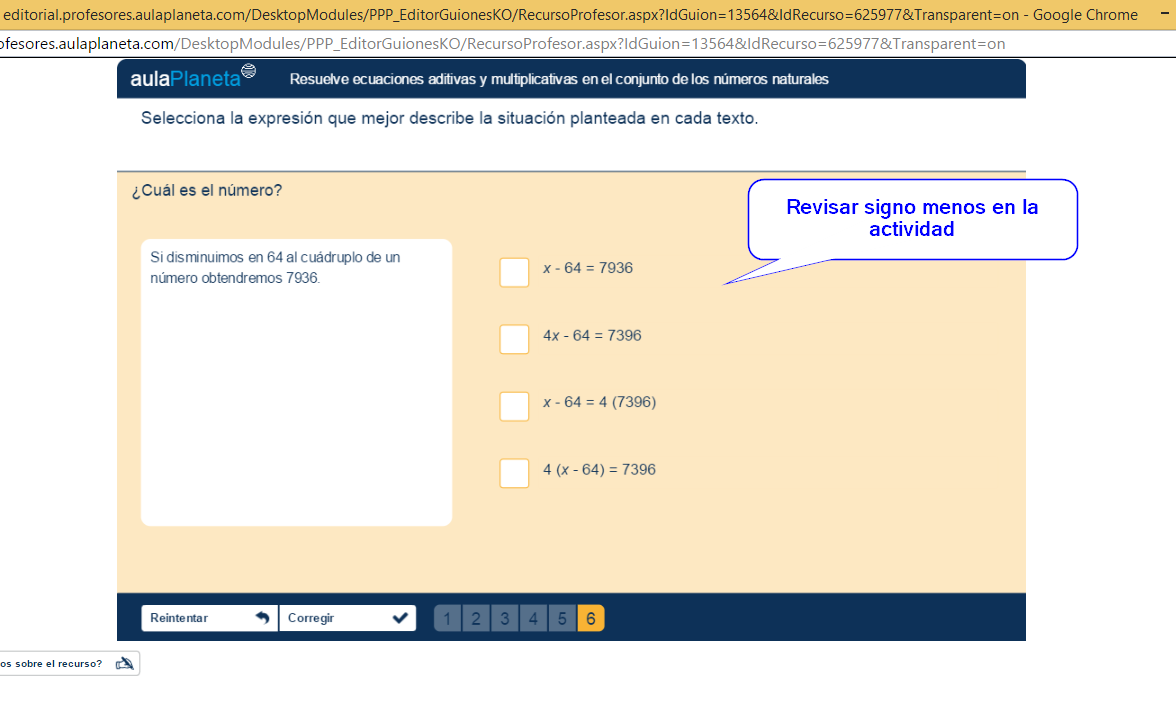 editorial.profesores.aulaplaneta.com/DesktopModules/PPP_EditorGuionesKO/RecursoProfesor.aspx?IdGuion=13564&IdRecurso=625977&Transparent=on - Google Chrome
ofesores.aulaplaneta.com/DesktopModules/PPP_EditorGuionesKO/RecursoProfesor.aspx?IdGuion=13564&IdRecurso=625977&Transparent=on
aulaPlaneta Resuelve ecuaciones aditivas y multiplicativas en el conjunto de los números naturales
Selecciona la expresión que mejor describe la situación planteada en cada texto.
¿Cuál es el número?
Revisar signo menos en la
actividad
Si disminuimos en 64 al cuádruplo de un
número obtendremos 7936.
x - 64 = 7936
4x - 64 = 7396
x - 64 = 4 (7396)
4 (x - 64) = 7396
Reintentar Corregir 1 2 3 4 5 6
os sobre el recurso?